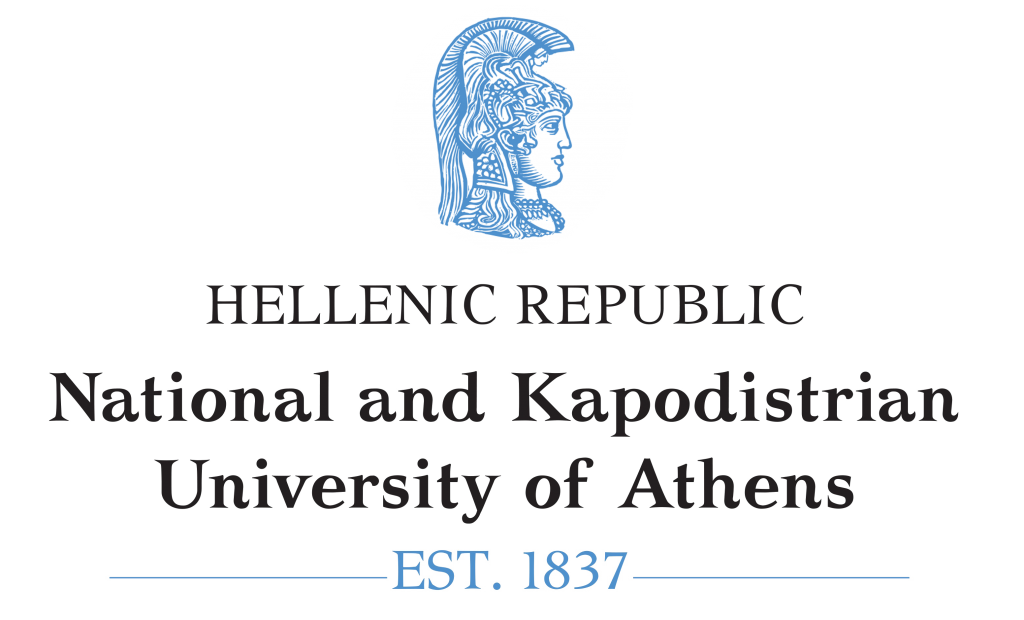 HELLENIC REPUBLIC
National and Kapodistrian
University of Athens
EST. 1837